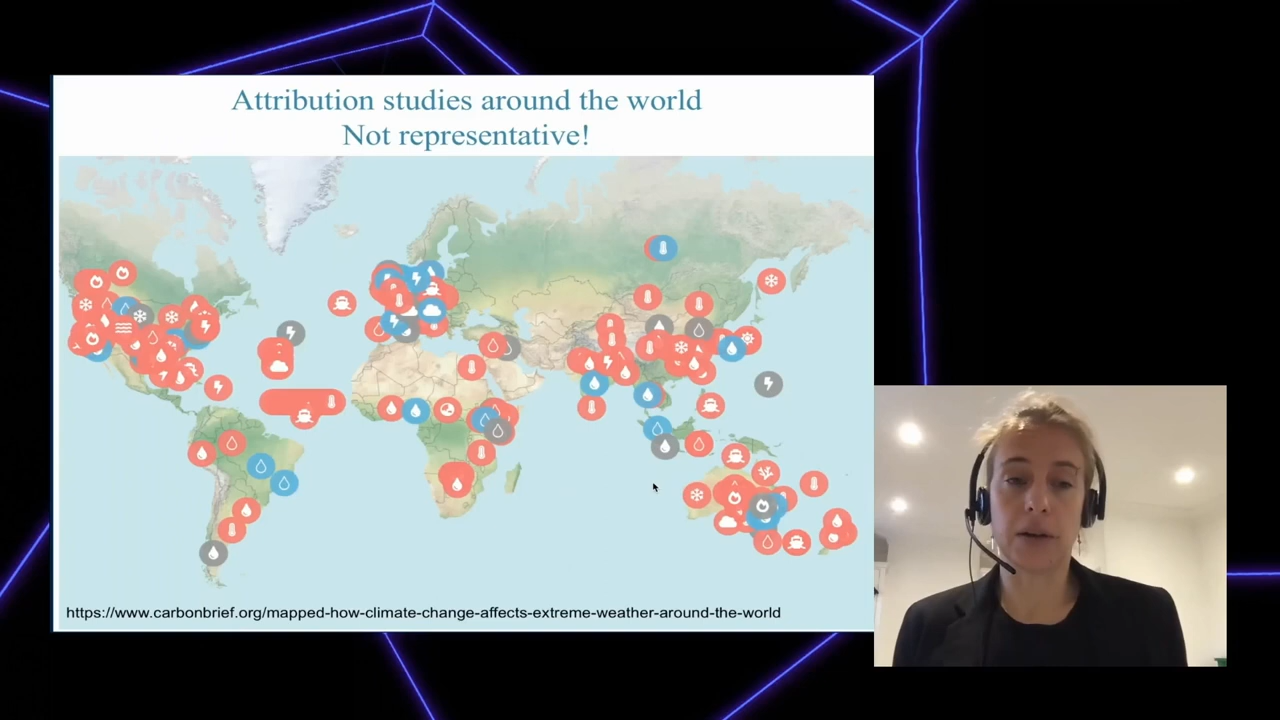 Attribution studies around the world
Not representative!
https://www.carbonbrief.org/mapped-how-climate-change-affects-extreme-weather-around-the-world